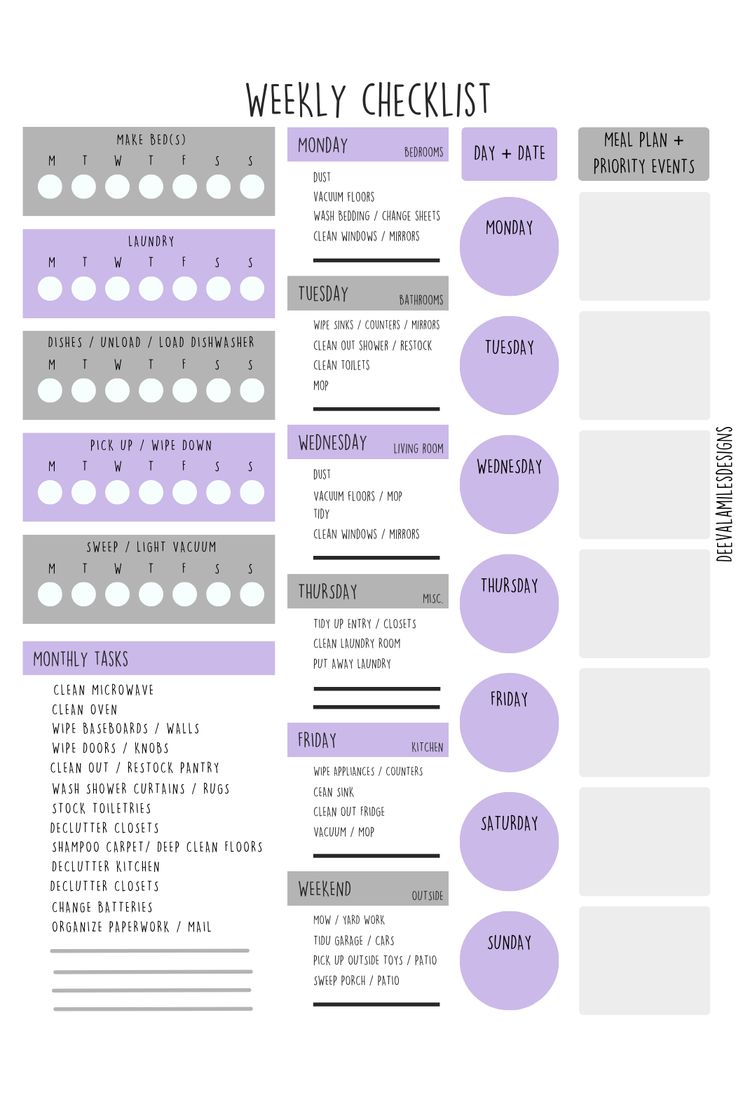 WEEKLY CHECKLIST
MAKE BED(S)
M T W T F S S
LAUNDRY
M T W T F S S
DISHES / UNLOAD / LOAD DISHWASHER
M T W T F S S
PICK UP / WIPE DOWN
M T W T F S S
SWEEP / LIGHT VACUUM
M T W T F S S
MONTHLY TASKS
CLEAN MICROWAVE
CLEAN OVEN
WIPE BASEBOARDS / WALLS
WIPE DOORS / KNOBS
CLEAN OUT / RESTOCK PANTRY
WASH SHOWER CURTAINS / RUGS
STOCK TOILETRIES
DECLUTTER CLOSETS
SHAMPOO CARPET/ DEEP CLEAN FLOORS
DECLUTTER KITCHEN
DECLUTTER CLOSETS
CHANGE BATTERIES
ORGANIZE PAPERWORK / MAIL
MONDAY BEDROOMS
DUST
VACUUM FLOORS
WASH BEDDING / CHANGE SHEETS
CLEAN WINDOWS / MIRRORS
TUESDAY BATHROOMS
WIPE SINKS / COUNTERS / MIRRORS
CLEAN OUT SHOWER / RESTOCK
CLEAN TOILETS
MOP
WEDNESDAY LIVING ROOM
DUST
VACUUM FLOORS / MOP
TIDY
CLEAN WINDOWS / MIRRORS
THURSDAY MISC.
TIDY UP ENTRY / CLOSETS
CLEAN LAUNDRY ROOM
PUT AWAY LAUNDRY
FRIDAY KITCHEN
WIPE APPLIANCES / COUNTERS
CEAN SINK
CLEAN OUT FRIDGE
VACUUM / MOP
WEEKEND OUTSIDE
MOW / YARD WORK
TIDU GARAGE / CARS
PICK UP OUTSIDE TOYS / PATIO
SWEEP PORCH / PATIO
DAY + DATE
MONDAY
TUESDAY
WEDNESDAY
THURSDAY
FRIDAY
SATURDAY
SUNDAY
MEAL PLAN +
PRIORITY EVENTS
DEEVALAMILESDESIGNS